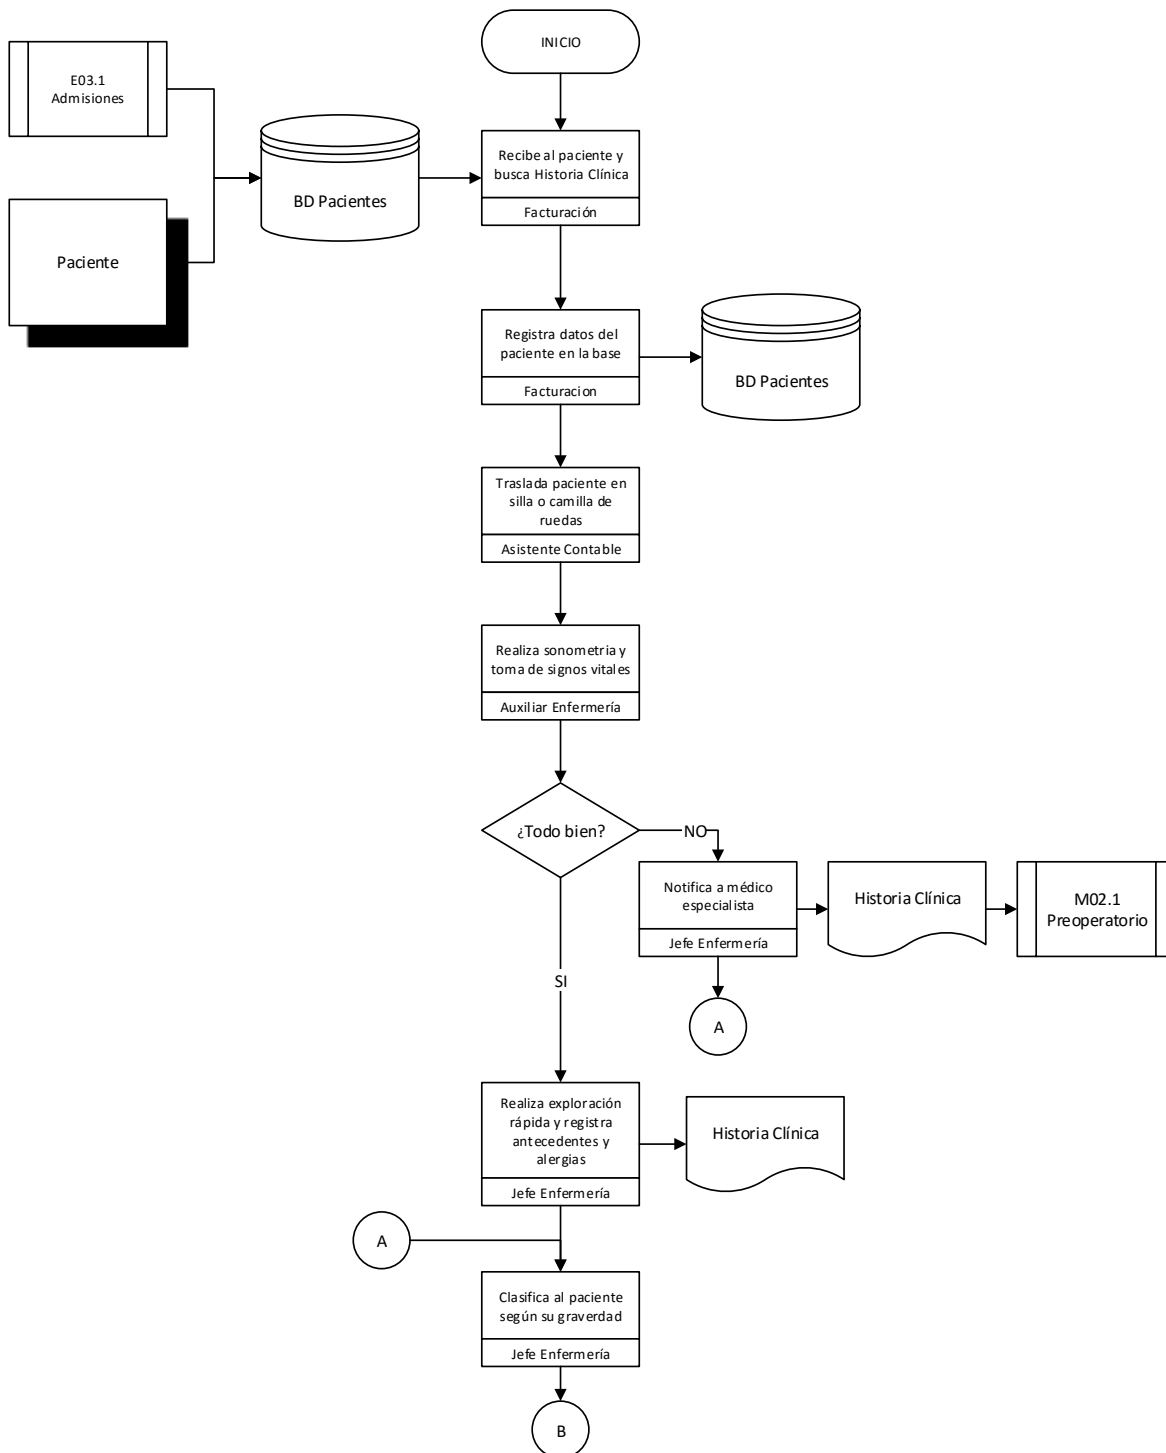 INICIO
E03.1
Admisiones
Recibe al paciente y
busca Historia Clínica
Facturación
BD Pacientes
Paciente
Registra datos del
paciente en la base
Facturacion
BD Pacientes
Traslada paciente en
silla o camilla de
ruedas
Asistente Contable
Realiza sonometria y
toma de signos vitales
Auxiliar Enfermería
¿Todo bien?
NO
Notifica a médico
especialista
Jefe Enfermería
Historia Clínica
M02.1
Preoperatorio
SI
A
Realiza exploración
rápida y registra
antecedentes y
alergias
Jefe Enfermería
Historia Clínica
A
Clasifica al paciente
según su graverdad
Jefe Enfermería
B